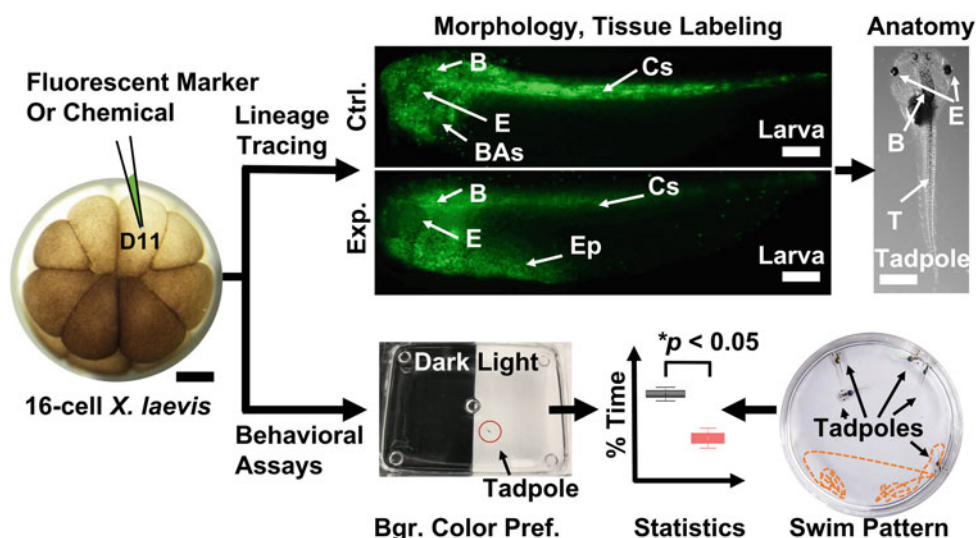 Morphology, Tissue Labeling
Anatomy
Fluorescent Marker
Or Chemical
Lineage
Tracing
Ctrl.
B
Cs
E
BAs
Larva
Exp.
B
Cs
E
Ep
Larva
E
B
T
Tadpole
D11
16-cell X. laevis
Behavioral
Assays
Dark Light
Tadpole
Bgr. Color Pref.
*p < 0.05
% Time
Statistics
Tadpoles
Swim Pattern